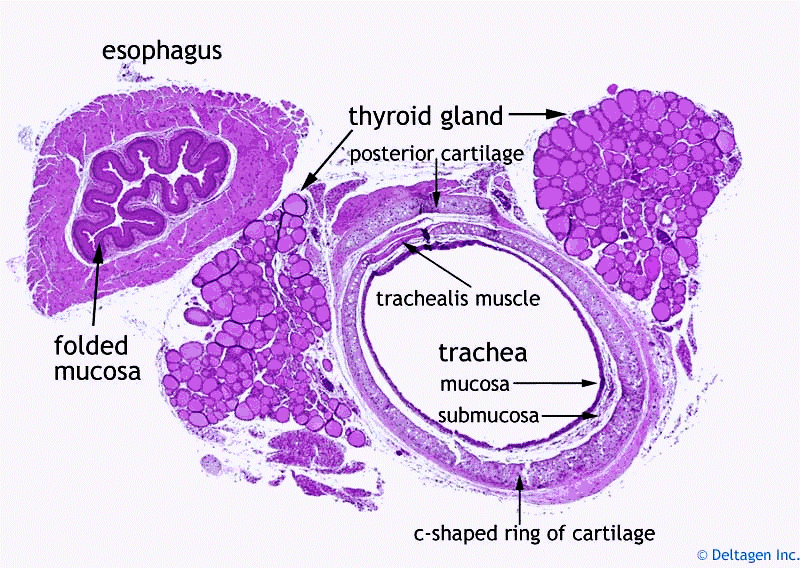 esophagus
thyroid gland
posterior cartilage
trachealis muscle
folded
mucosa
trachea
mucosa
submucosa
c-shaped ring of cartilage
© Deltagen Inc.